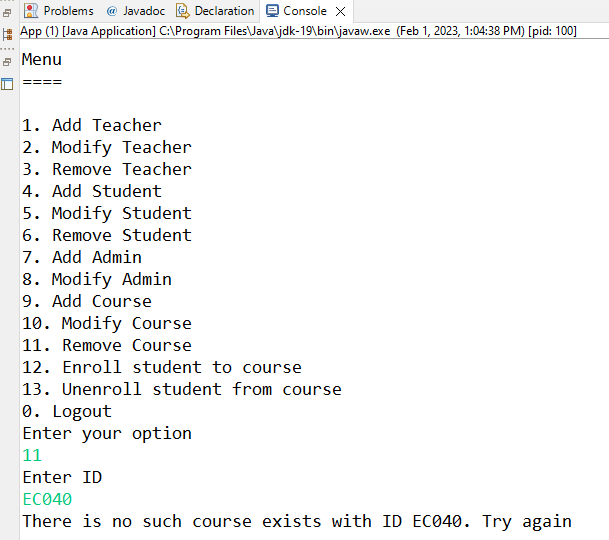 Problems @ Javadoc Declaration Console
App (1) [Java Application] C:\Program Files\Java\jdk-19\bin\javaw.exe (Feb 1, 2023, 1:04:38 PM) [pid: 100]
Menu
====
1. Add Teacher
2. Modify Teacher
3. Remove Teacher
4. Add Student
5. Modify Student
6. Remove Student
7. Add Admin
8. Modify Admin
9. Add Course
10. Modify Course
11. Remove Course
12. Enroll student to course
13. Unenroll student from course
0. Logout
Enter your option
11
Enter ID
EC040
There is no such course exists with ID EC040. Try again